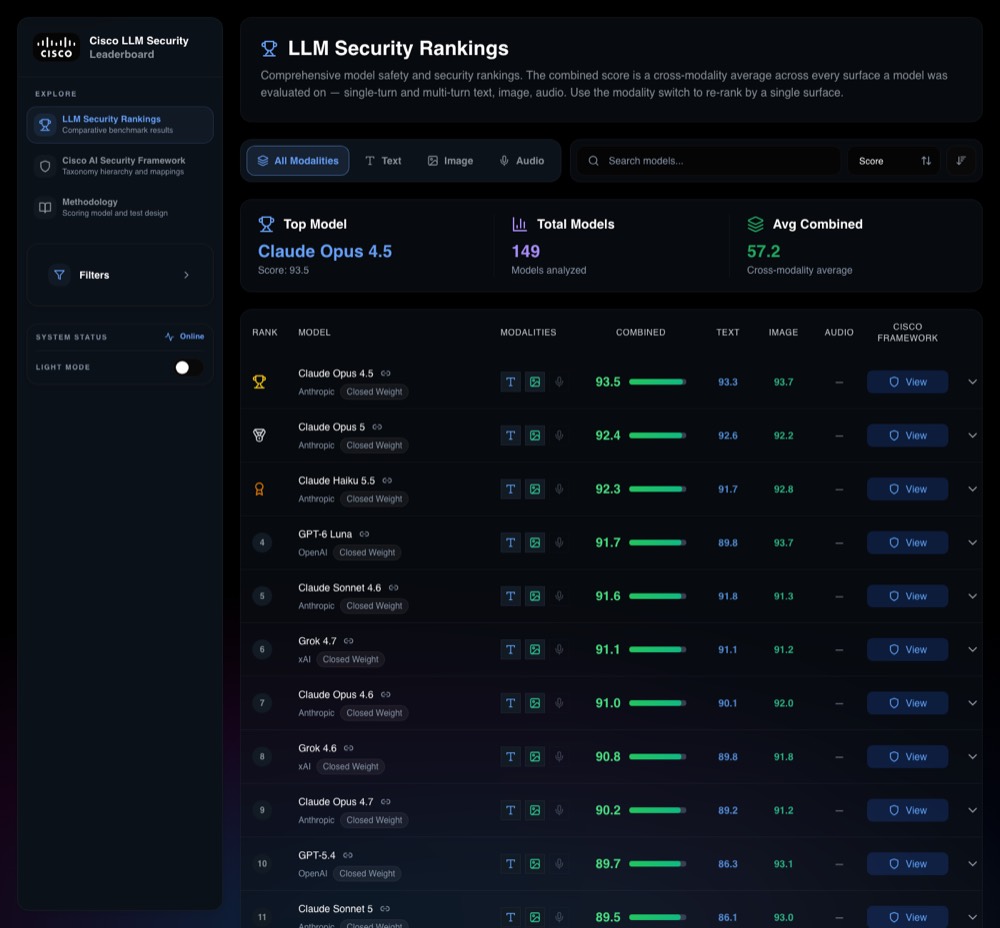 CISCO
Cisco LLM Security
Leaderboard
EXPLORE
LLM Security Rankings
Comparative benchmark results
Cisco AI Security Framework
Taxonomy hierarchy and mappings
Methodology
Scoring model and test design
Filters
SYSTEM STATUS Online
LIGHT MODE
LLM Security Rankings
Comprehensive model safety and security rankings. The combined score is a cross-modality average across every surface a model was
evaluated on — single-turn and multi-turn text, image, audio. Use the modality switch to re-rank by a single surface.
All Modalities Text Image Audio
Search models... Score
Top Model
Claude Opus 4.5
Score: 93.5
Total Models
149
Models analyzed
Avg Combined
57.2
Cross-modality average
RANK MODEL MODALITIES COMBINED TEXT IMAGE AUDIO CISCO FRAMEWORK
Claude Opus 4.5
Anthropic Closed Weight
93.5 93.3 93.7 — View
Claude Opus 5
Anthropic Closed Weight
92.4 92.6 92.2 — View
Claude Haiku 5.5
Anthropic Closed Weight
92.3 91.7 92.8 — View
4
GPT-6 Luna
OpenAI Closed Weight
91.7 89.8 93.7 — View
5
Claude Sonnet 4.6
Anthropic Closed Weight
91.6 91.8 91.3 — View
6
Grok 4.7
xAI Closed Weight
91.1 91.1 91.2 — View
7
Claude Opus 4.6
Anthropic Closed Weight
91.0 90.1 92.0 — View
8
Grok 4.6
xAI Closed Weight
90.8 89.8 91.8 — View
9
Claude Opus 4.7
Anthropic Closed Weight
90.2 89.2 91.2 — View
10
GPT-5.4
OpenAI Closed Weight
89.7 86.3 93.1 — View
11
Claude Sonnet 5
Anthropic Closed Weight
89.5 86.1 93.0 — View